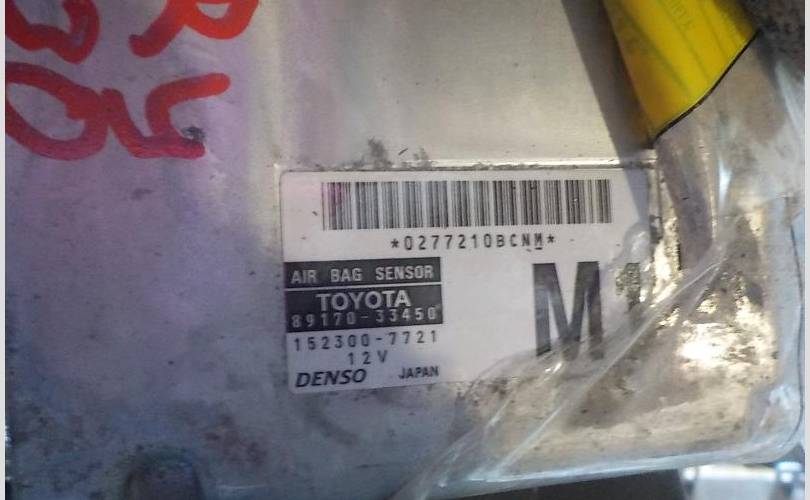 *0277210BCNM*
AIR BAG SENSOR
TOYOTA
89170-33450
152300-7721
12V
DENSO JAPAN
M